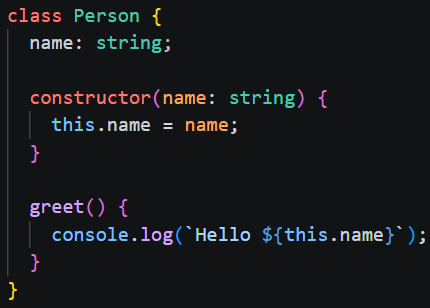 class Person {
  name: string;

  constructor(name: string) {
    this.name = name;
  }

  greet() {
    console.log(`Hello ${this.name}`);
  }
}